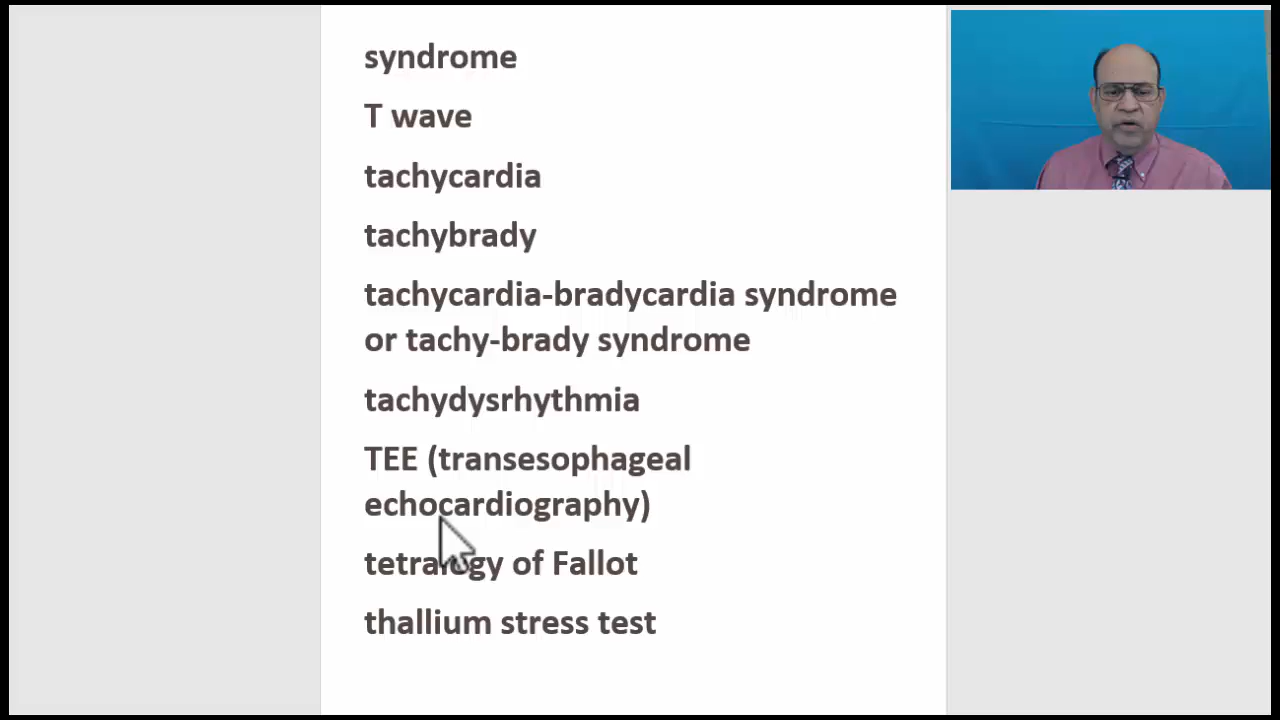 syndrome
T wave
tachycardia
tachybrady
tachycardia-bradycardia syndrome
or tachy-brady syndrome
tachydysrhythmia
TEE (transesophageal
echocardiography)
tetralogy of Fallot
thallium stress test